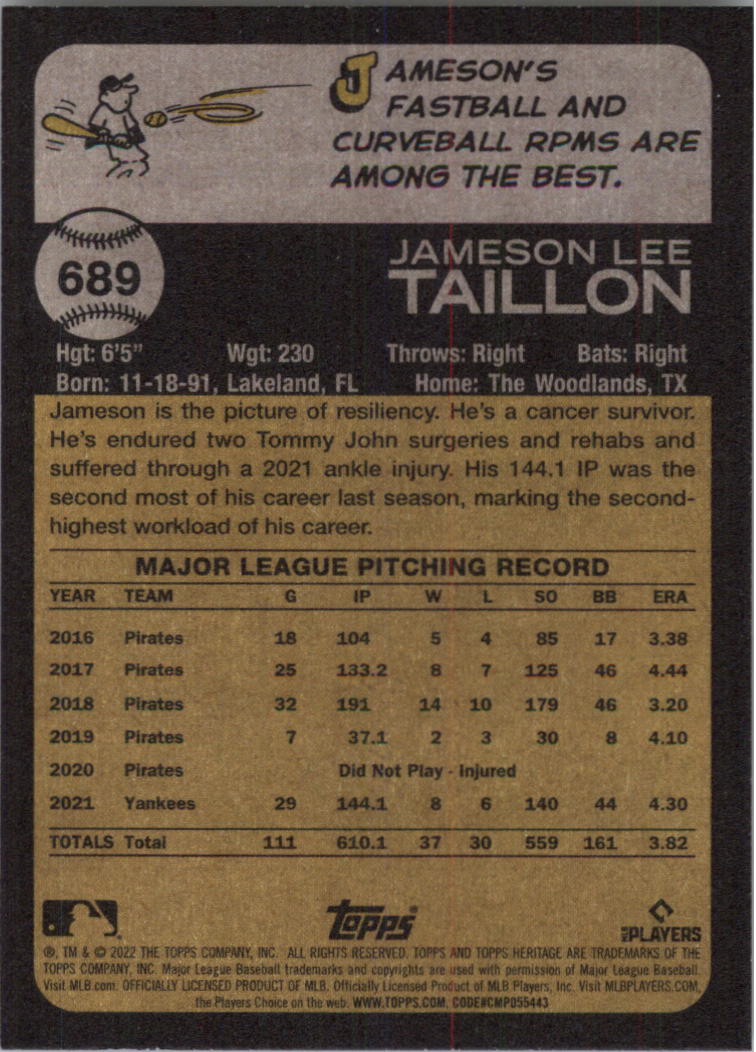 JAMESON'S
FASTBALL AND
CURVEBALL RPMS ARE
AMONG THE BEST.
689
JAMESON LEE
TAILLON
Hgt: 6'5" Wgt: 230 Throws: Right Bats: Right
Born: 11-18-91, Lakeland, FL Home: The Woodlands, TX
Jameson is the picture of resiliency. He's a cancer survivor.
He's endured two Tommy John surgeries and rehabs and
suffered through a 2021 ankle injury. His 144.1 IP was the
second most of his career last season, marking the second-
highest workload of his career.
MAJOR LEAGUE PITCHING RECORD
YEAR TEAM G IP W L SO BB ERA
2016 Pirates 18 104 5 4 85 17 3.38
2017 Pirates 25 133.2 8 7 125 46 4.44
2018 Pirates 32 191 14 10 179 46 3.20
2019 Pirates 7 37.1 2 3 30 8 4.10
2020 Pirates Did Not Play - Injured
2021 Yankees 29 144.1 8 6 140 44 4.30
TOTALS Total 111 610.1 37 30 559 161 3.82
Topps
MLB PLAYERS
®, TM & © 2022 THE TOPPS COMPANY, INC. ALL RIGHTS RESERVED. TOPPS AND TOPPS HERITAGE ARE TRADEMARKS OF THE
TOPPS COMPANY, INC. Major League Baseball trademarks and copyrights are used with permission of Major League Baseball.
Visit MLB.com. OFFICIALLY LICENSED PRODUCT OF MLB. Officially Licensed Product of MLB Players, Inc. Visit MLBPLAYERS.COM,
the Players Choice on the web. WWW.TOPPS.COM. CODE#CMP055443